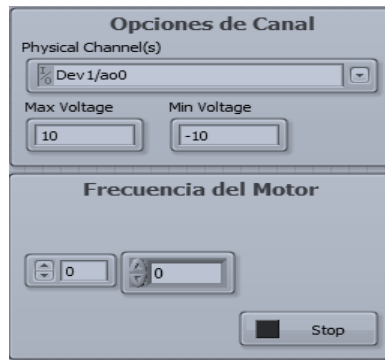 Opciones de Canal
Physical Channel(s)
I/O Dev1/ao0
Max Voltage Min Voltage
10 -10
Frecuencia del Motor
0 0
Stop